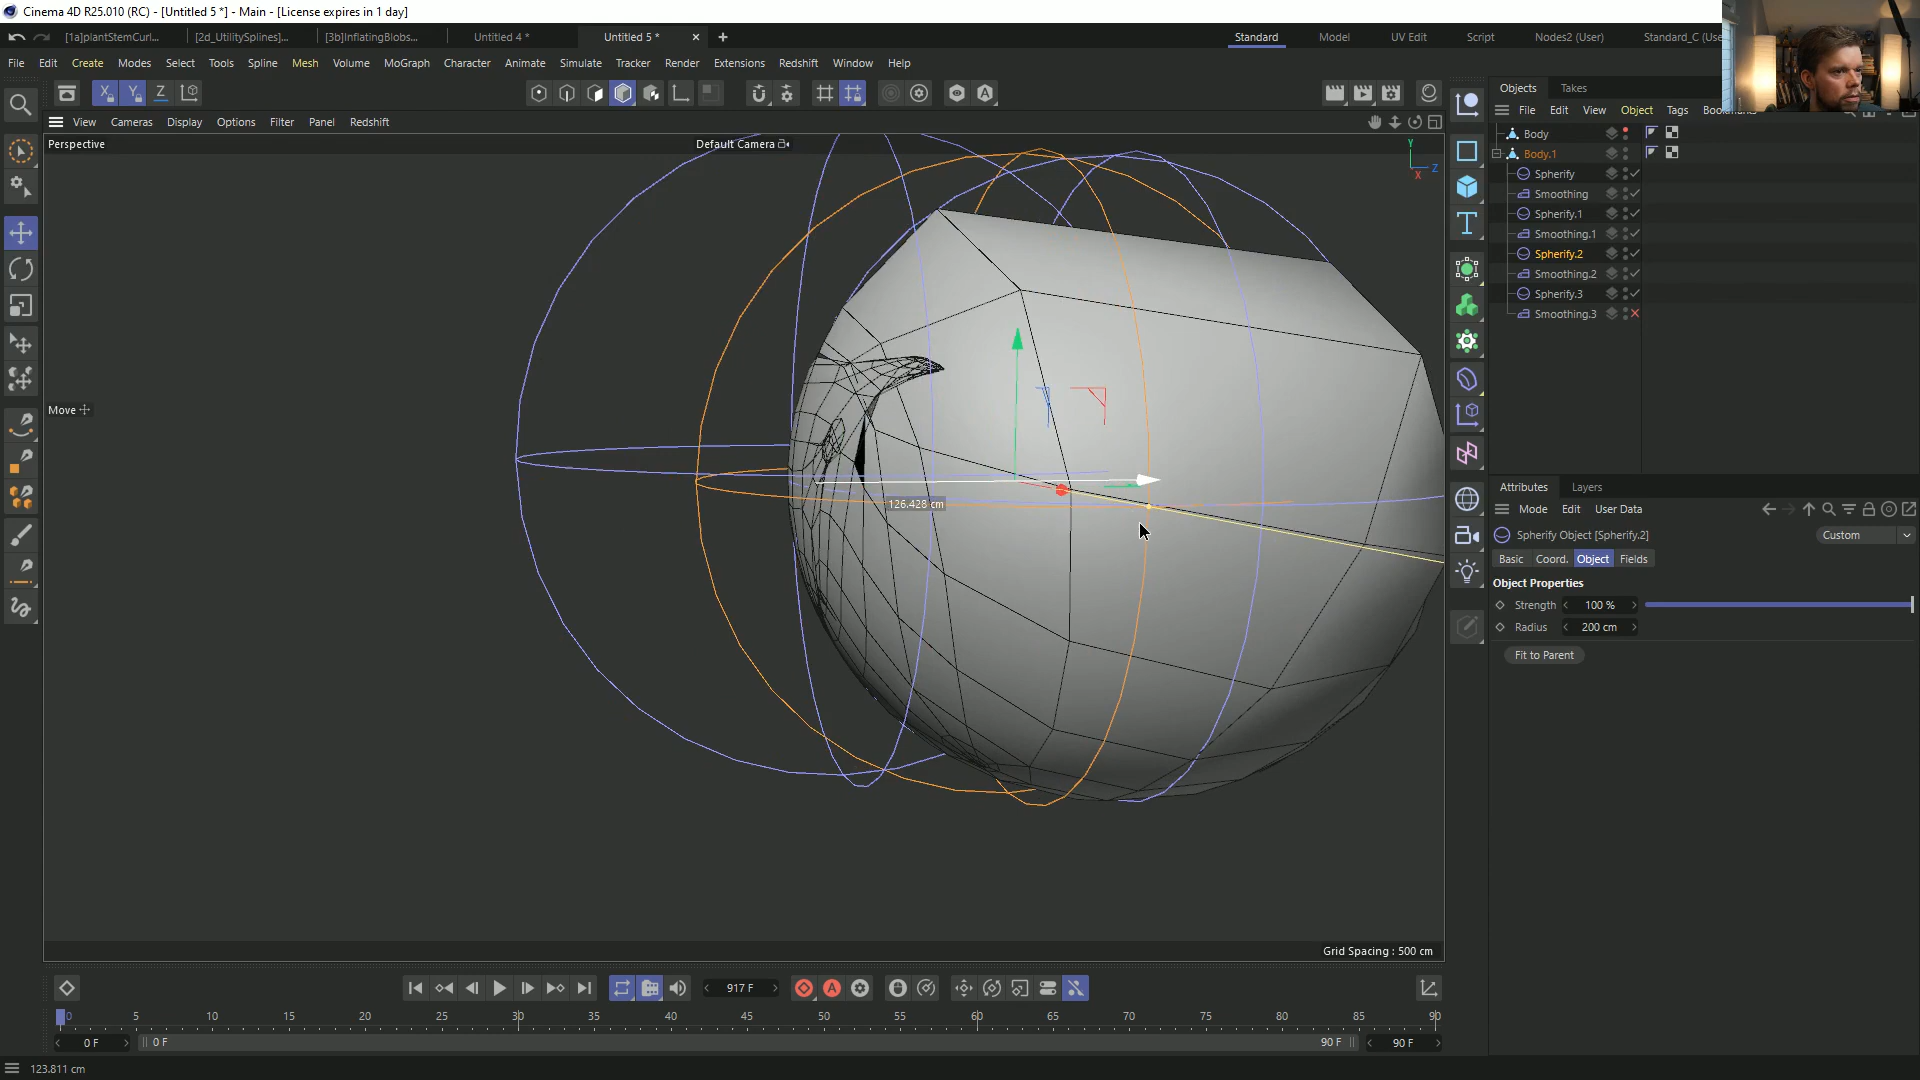 Cinema 4D R25.010 (RC) - [Untitled 5 *] - Main - [License expires in 1 day]
[1a]plantStemCurl... [2d_UtilitySplines]... [3b]InflatingBlobs... Untitled 4 * Untitled 5 * Standard Model UV Edit Script Nodes2 (User) Standard_C (Use
File Edit Create Modes Select Tools Spline Mesh Volume MoGraph Character Animate Simulate Tracker Render Extensions Redshift Window Help
X Y Z
Objects Takes
File Edit View Object Tags
View Cameras Display Options Filter Panel Redshift
Perspective
Default Camera
Y
Z
X
Body
Body.1
Spherify
Smoothing
Spherify.1
Smoothing.1
Spherify.2
Smoothing.2
Spherify.3
Smoothing.3
Move
126.428 cm
Attributes Layers
Mode Edit User Data
Spherify Object [Spherify.2]
Custom
Basic Coord. Object Fields
Object Properties
Strength 100 %
Radius 200 cm
Fit to Parent
Grid Spacing : 500 cm
917 F
0 5 10 15 20 25 30 35 40 45 50 55 60 65 70 75 80 85 90
0 F 0 F 90 F 90 F
123.811 cm